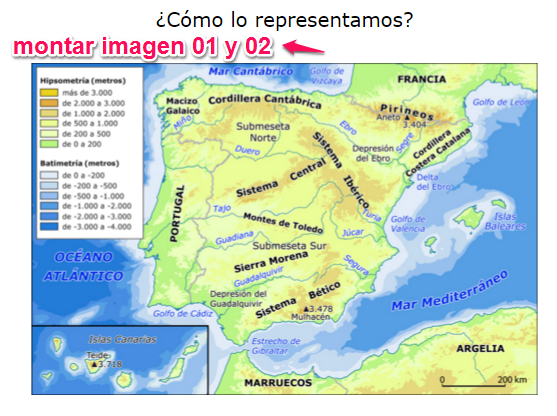 ¿Cómo lo representamos?
montar imagen 01 y 02
Hipsometría (metros)
más de 3.000
de 2.000 a 3.000
de 1.000 a 2.000
de 500 a 1.000
de 200 a 500
de 0 a 200
Batimetría (metros)
de 0 a -200
de -200 a -500
de -500 a -1.000
de -1.000 a -2.000
de -2.000 a -3.000
de -3.000 a -4.000
Mar Cantábrico
Golfo de
Vizcaya
FRANCIA
Golfo de León
Macizo
Galaico
Cordillera Cantábrica
Pirineos
Aneto ▲
3.404
Miño
Submeseta
Norte
Ebro
Segre
Cordillera
Costera Catalana
Duero
Depresión
del Ebro
Sistema Ibérico
Delta
del Ebro
Sistema Central
PORTUGAL
Tajo
Montes de Toledo
Turia
Golfo de
Valencia
Islas
Baleares
Guadiana
Submeseta Sur
Júcar
OCÉANO
ATLÁNTICO
Sierra Morena
Guadalquivir
Segura
Depresión del
Guadalquivir
Sistema Bético
▲3.478
Mulhacén
Mar Mediterráneo
Golfo de Cádiz
Islas Canarias
Teide
▲3.718
Estrecho de
Gibraltar
ARGELIA
MARRUECOS
0 200 km